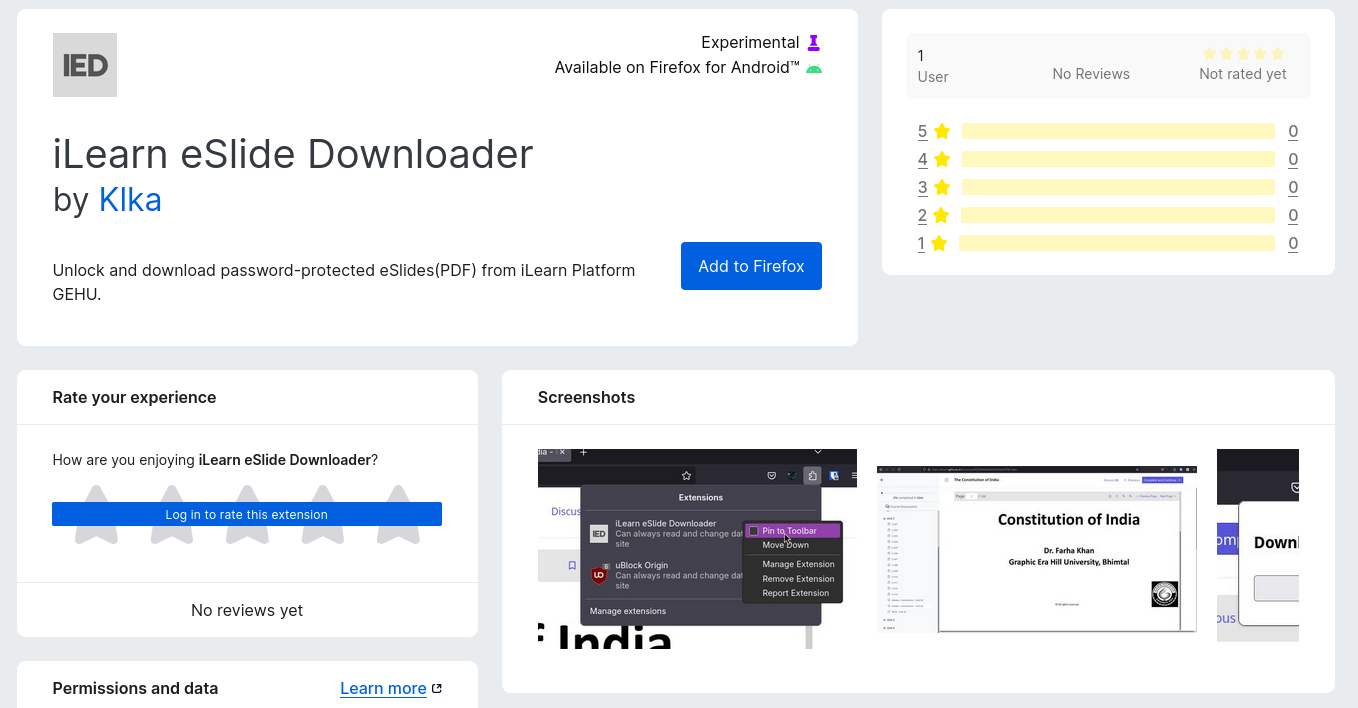 IED
Experimental
Available on Firefox for Android™
iLearn eSlide Downloader
by Klka
Unlock and download password-protected eSlides(PDF) from iLearn Platform
GEHU.
Add to Firefox
1
User
No Reviews
Not rated yet
5 0
4 0
3 0
2 0
1 0
Rate your experience
How are you enjoying iLearn eSlide Downloader?
Log in to rate this extension
No reviews yet
Permissions and data
Learn more
Screenshots
Extensions
Discus
IED
iLearn eSlide Downloader
Can always read and change dat
site
uBlock Origin
Can always read and change dat
site
Manage extensions
Pin to Toolbar
Move Down
Manage Extension
Remove Extension
Report Extension
India
The Constitution of India
Page
Constitution of India
Dr. Farha Khan
Graphic Era Hill University, Bhimtal
Downl